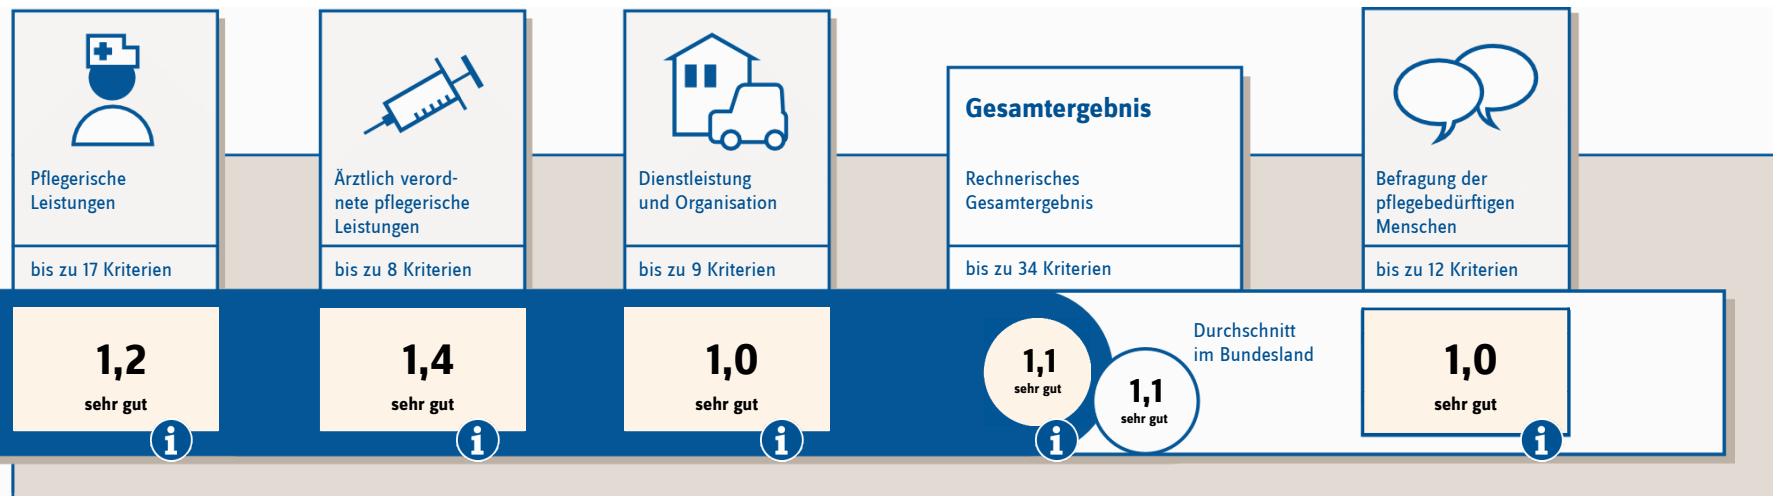 Pflegerische
Leistungen
bis zu 17 Kriterien
1,2
sehr gut
i
Ärztlich verord-
nete pflegerische
Leistungen
bis zu 8 Kriterien
1,4
sehr gut
i
Dienstleistung
und Organisation
bis zu 9 Kriterien
1,0
sehr gut
i
Gesamtergebnis
Rechnerisches
Gesamtergebnis
bis zu 34 Kriterien
1,1
sehr gut
i
1,1
sehr gut
Durchschnitt
im Bundesland
Befragung der
pflegebedürftigen
Menschen
bis zu 12 Kriterien
1,0
sehr gut
i